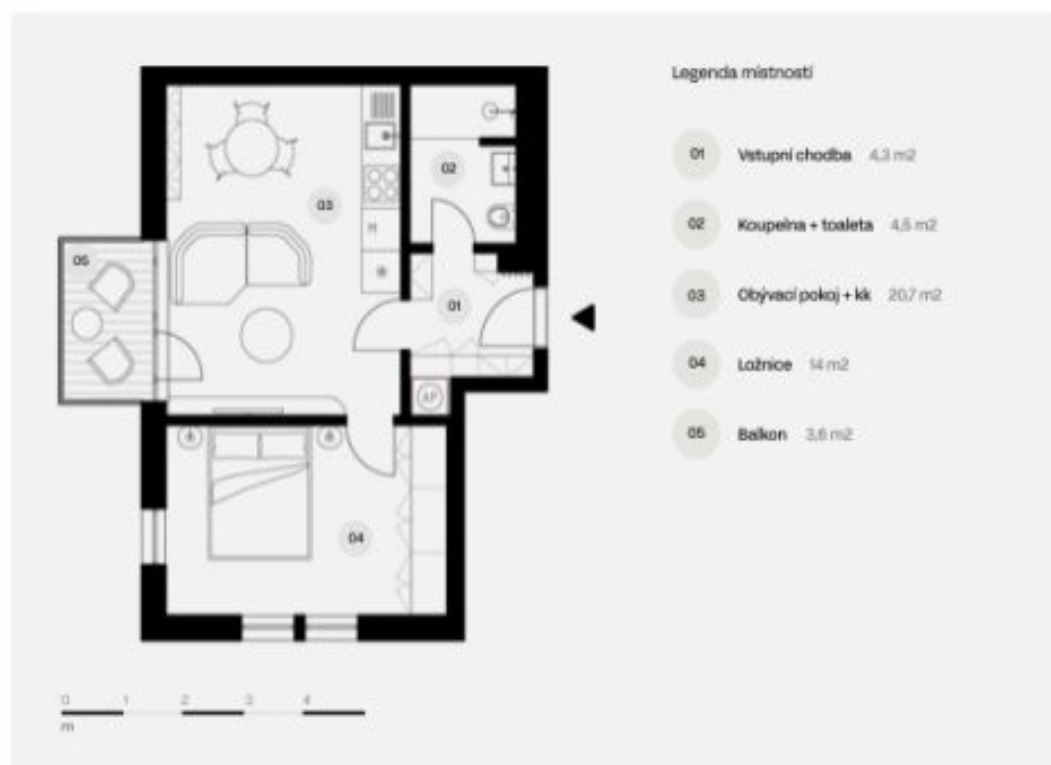 Legenda místností
01 Vstupní chodba 4,3 m2
02 Koupelna + toaleta 4,5 m2
03 Obývací pokoj + kk 20,7 m2
04 Ložnice 14 m2
05 Balkon 3,6 m2
02
03
05
01
AP
04
0 1 2 3 4
m